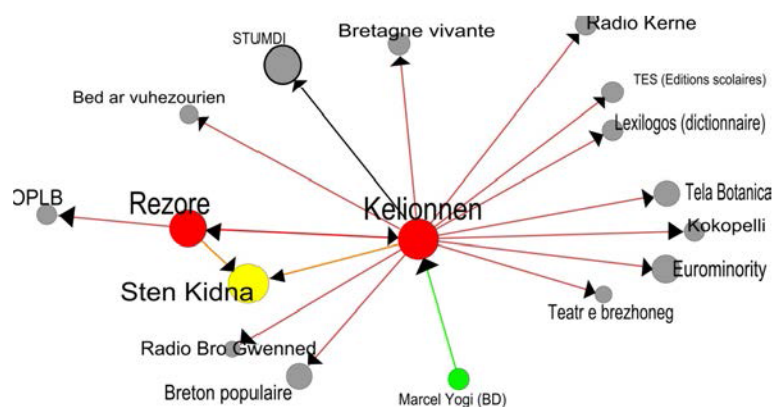 Radio Kerne
Bretagne vivante
STUMDI
TES (Editions scolaires)
Bed ar vuhezourien
Lexilogos (dictionnaire)
OPLB
Rezore
Kelionnen
Tela Botanica
Kokopelli
Eurominority
Sten Kidna
Teatr e brezhoneg
Radio Bro Gwenned
Breton populaire
Marcel Yogi (BD)